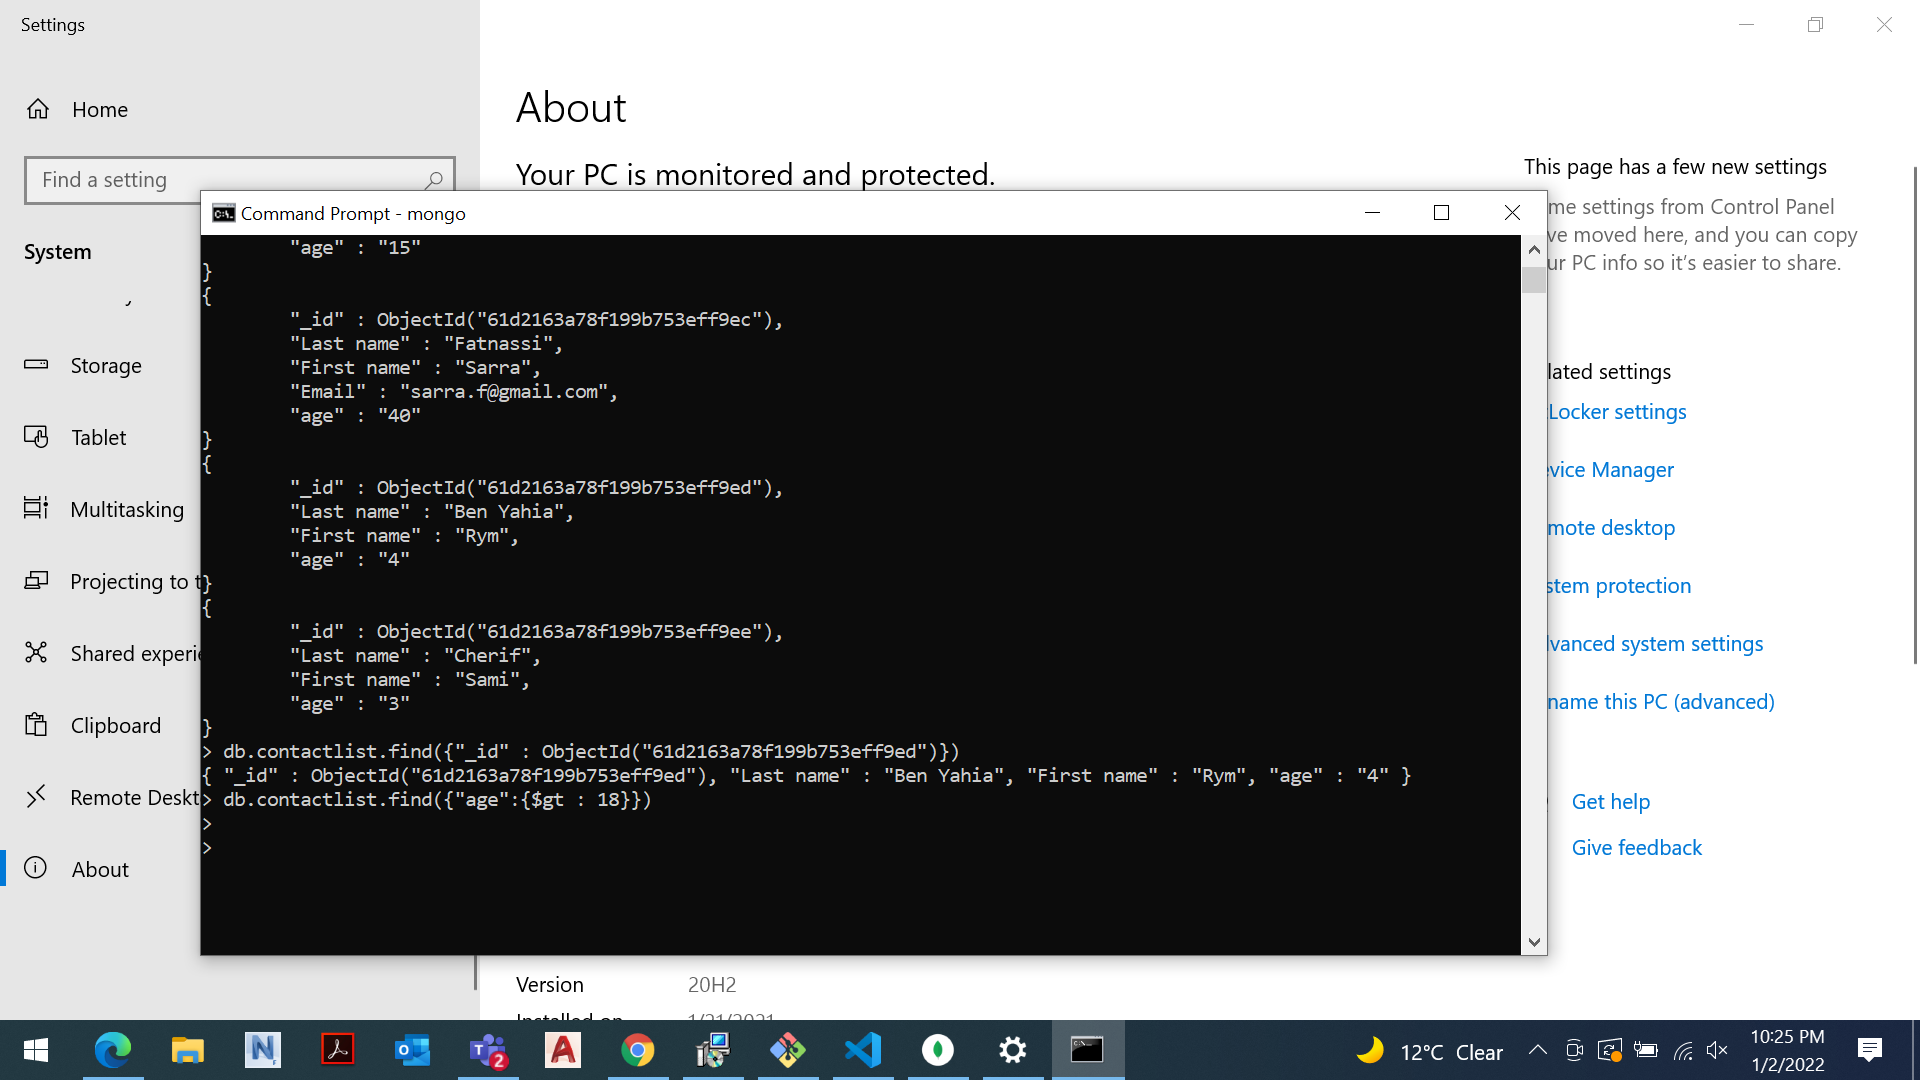 Settings
Home
Find a setting
System
Storage
Tablet
Multitasking
Projecting to t
Shared experie
Clipboard
Remote Deskt
About
About
Your PC is monitored and protected.
Command Prompt - mongo
"age" : "15"
}
{
"_id" : ObjectId("61d2163a78f199b753eff9ec"),
"Last name" : "Fatnassi",
"First name" : "Sarra",
"Email" : "sarra.f@gmail.com",
"age" : "40"
}
{
"_id" : ObjectId("61d2163a78f199b753eff9ed"),
"Last name" : "Ben Yahia",
"First name" : "Rym",
"age" : "4"
}
{
"_id" : ObjectId("61d2163a78f199b753eff9ee"),
"Last name" : "Cherif",
"First name" : "Sami",
"age" : "3"
}
> db.contactlist.find({"_id" : ObjectId("61d2163a78f199b753eff9ed")})
{ "_id" : ObjectId("61d2163a78f199b753eff9ed"), "Last name" : "Ben Yahia", "First name" : "Rym", "age" : "4" }
> db.contactlist.find({"age":{$gt : 18}})
>
>
Version 20H2
This page has a few new settings
me settings from Control Panel
ve moved here, and you can copy
ur PC info so it's easier to share.
lated settings
Locker settings
vice Manager
mote desktop
stem protection
vanced system settings
name this PC (advanced)
Get help
Give feedback
12°C Clear
10:25 PM
1/2/2022